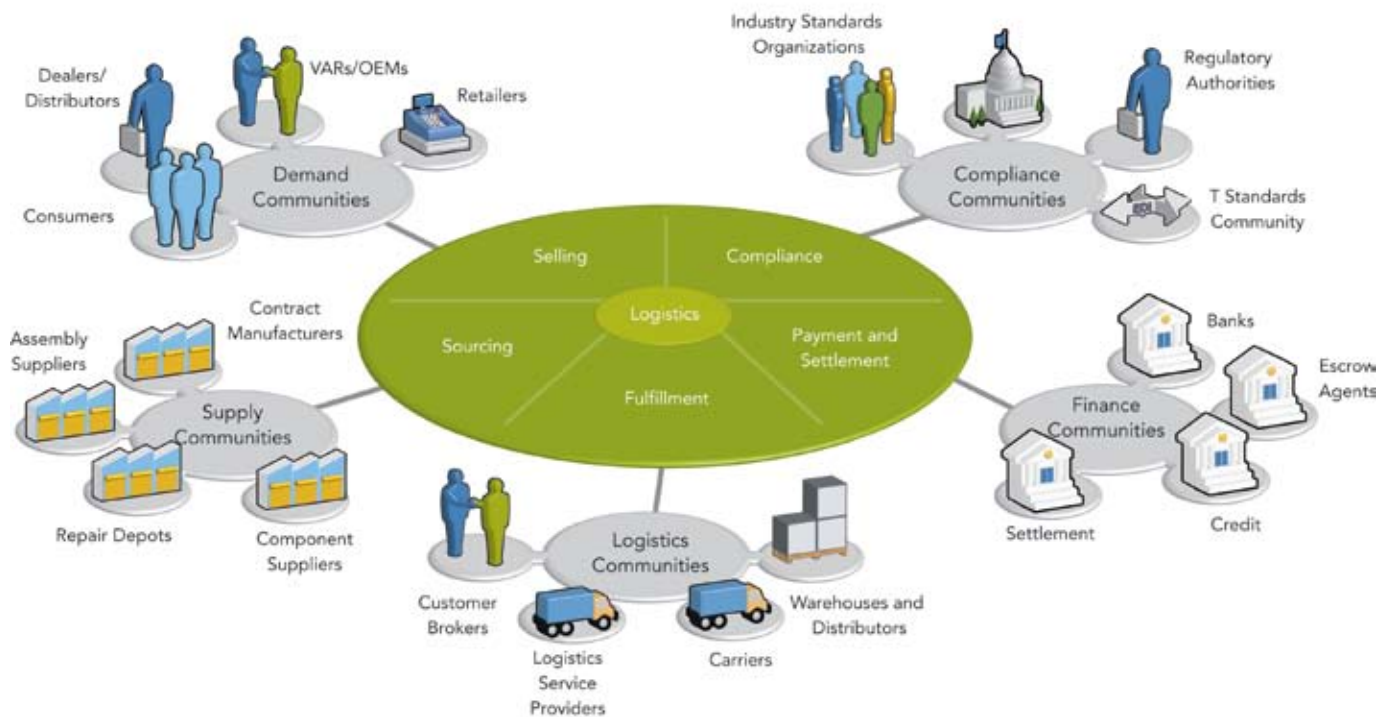 Dealers/
Distributors
VARs/OEMs
Retailers
Consumers
Demand
Communities
Industry Standards
Organizations
Regulatory
Authorities
Compliance
Communities
T Standards
Community
Selling
Compliance
Logistics
Sourcing
Payment and
Settlement
Fulfillment
Contract
Manufacturers
Assembly
Suppliers
Supply
Communities
Repair Depots
Component
Suppliers
Banks
Escrow
Agents
Finance
Communities
Settlement
Credit
Logistics
Communities
Customer
Brokers
Logistics
Service
Providers
Carriers
Warehouses and
Distributors